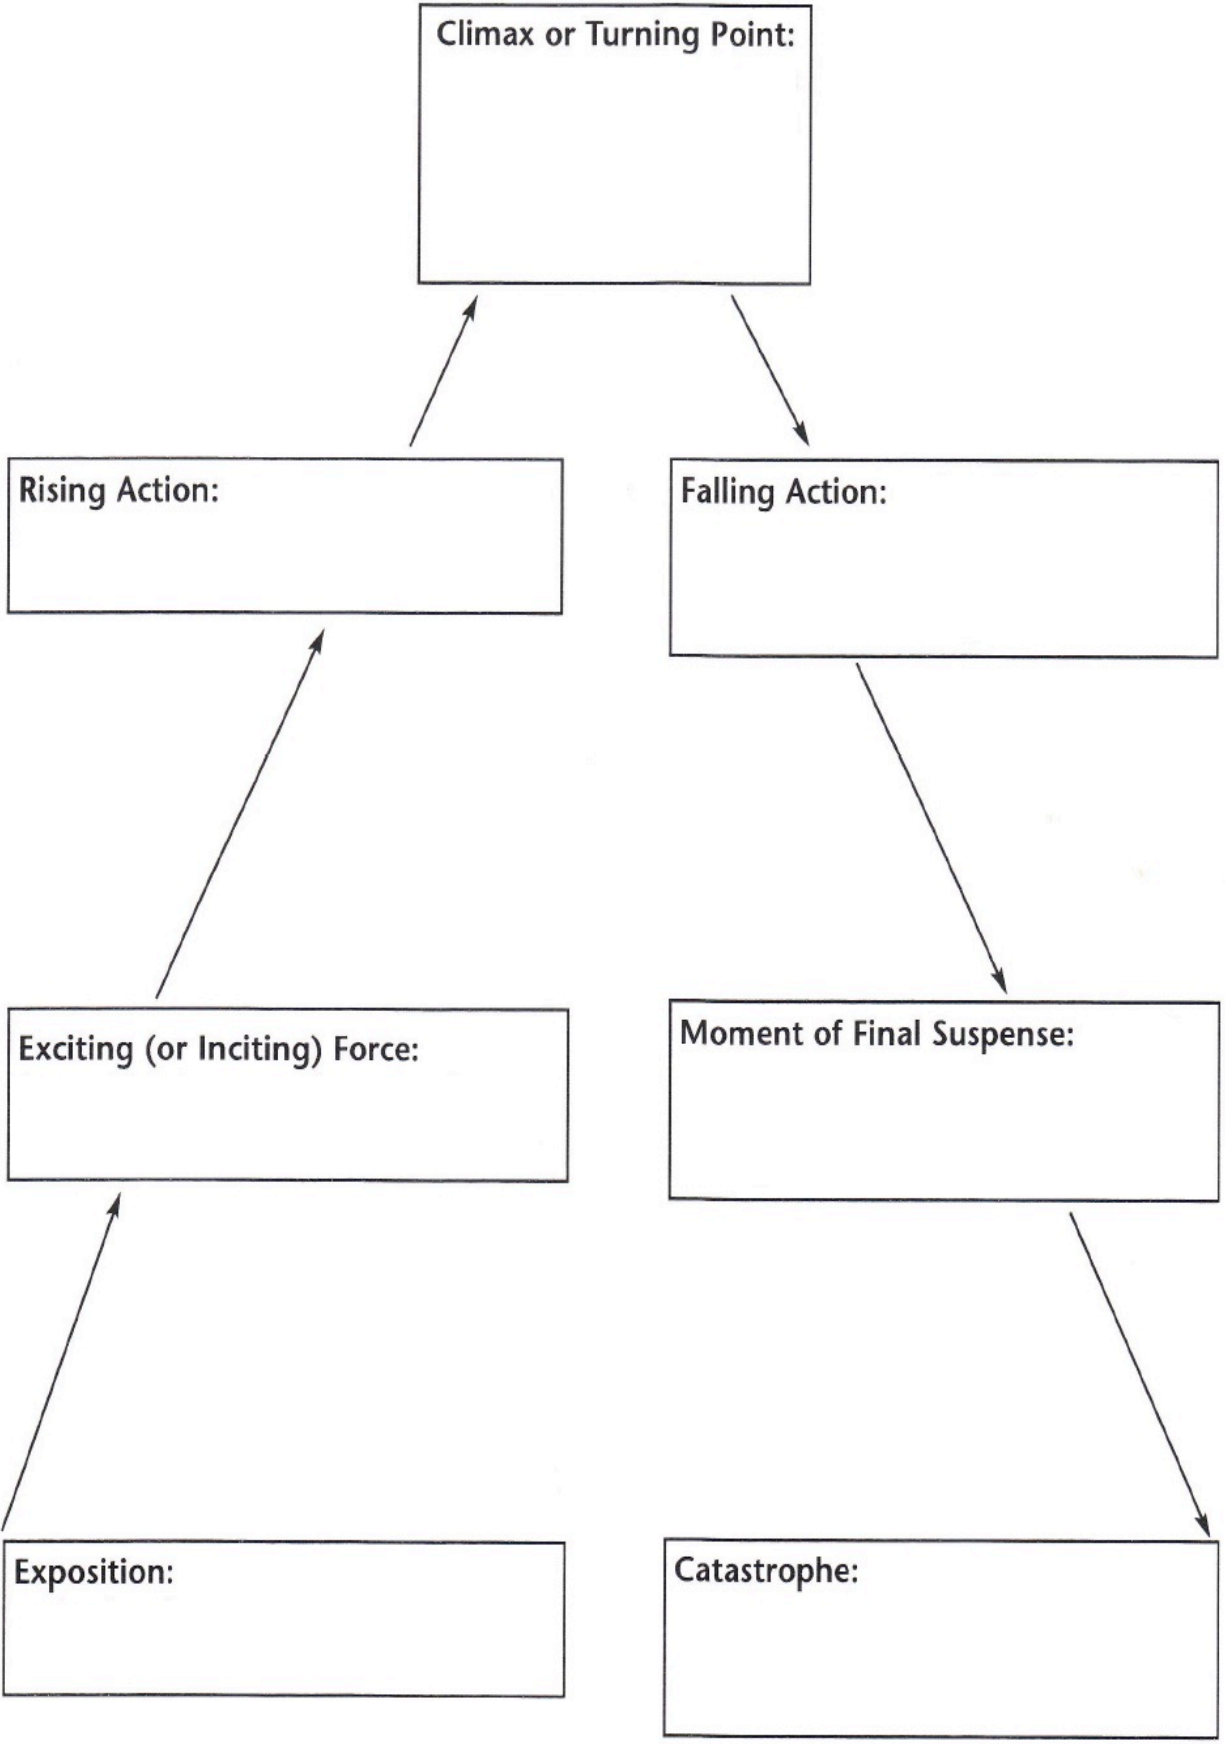 Climax or Turning Point:
Rising Action:
Falling Action:
Exciting (or Inciting) Force:
Moment of Final Suspense:
Exposition:
Catastrophe: